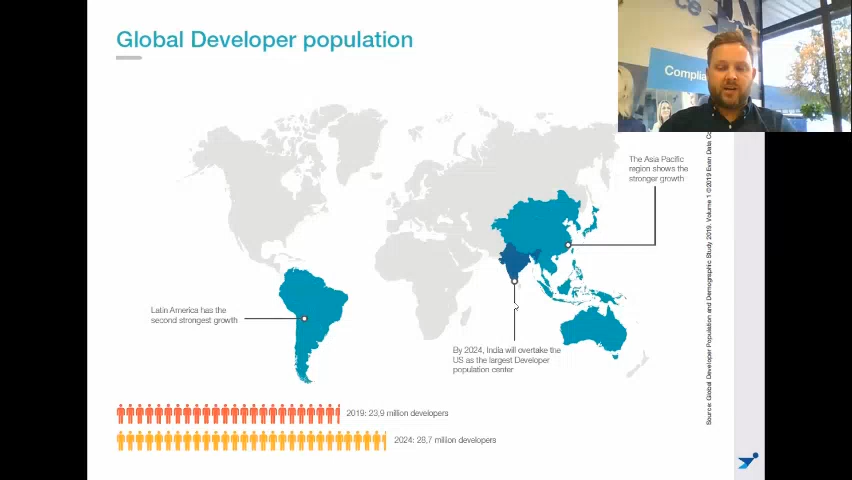 Global Developer population
Complia
The Asia Pacific
region shows the
stronger growth
Latin America has the
second strongest growth
By 2024, India will overtake the
US as the largest Developer
population center
2019: 23,9 million developers
2024: 28,7 million developers
Source: Global Developer Population and Demographic Study 2019. Volume 1 ©2019 Evan Data Co